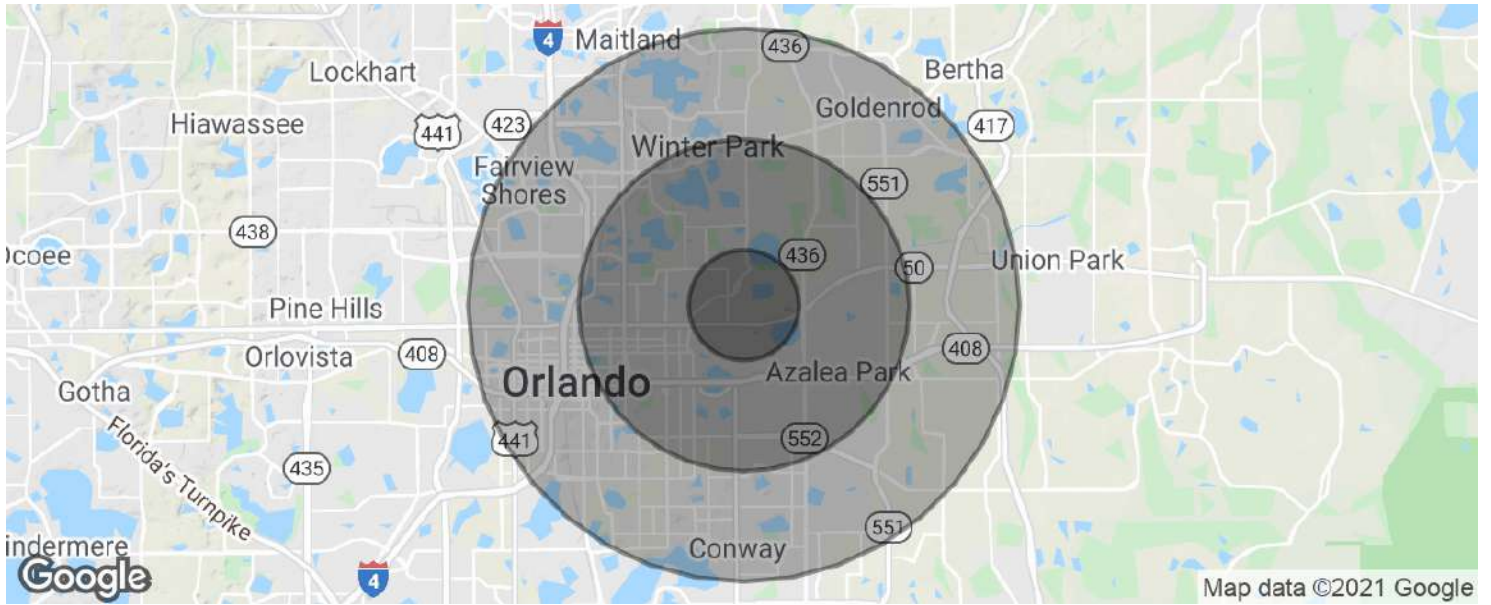 4
Maitland
436
Lockhart
Bertha
Goldenrod
Hiawassee
441
423
417
Winter Park
Fairview
Shores
551
438
Ocoee
436
50
Union Park
Pine Hills
Orlovista
408
408
Azalea Park
Gotha
Orlando
441
552
Florida's Turnpike
435
551
indermere
Conway
4
Google
Map data ©2021 Google